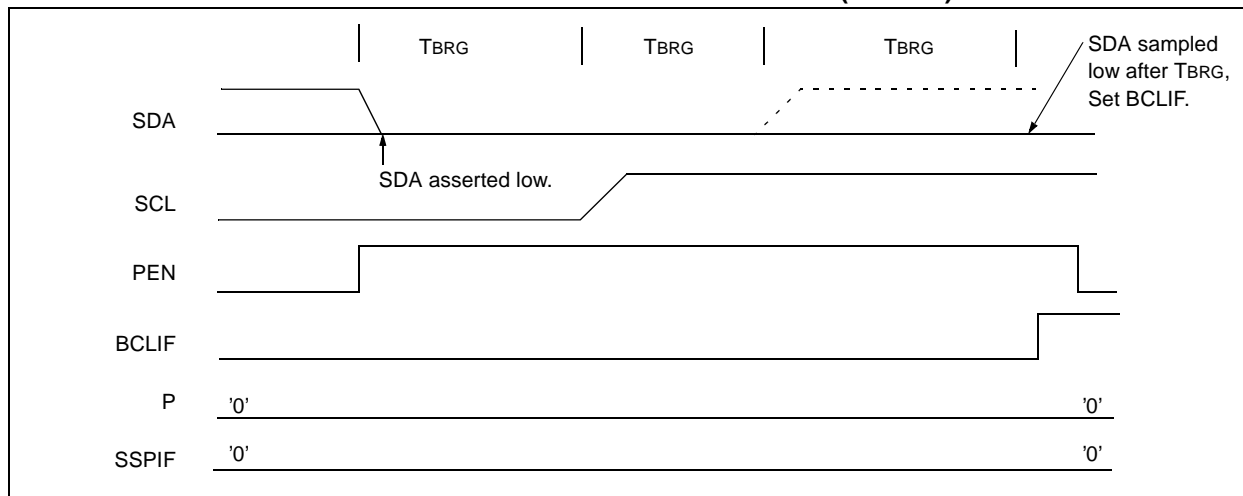 TBRG TBRG TBRG
SDA sampled
low after TBRG,
Set BCLIF.
SDA
SDA asserted low.
SCL
PEN
BCLIF
P '0' '0'
SSPIF '0' '0'